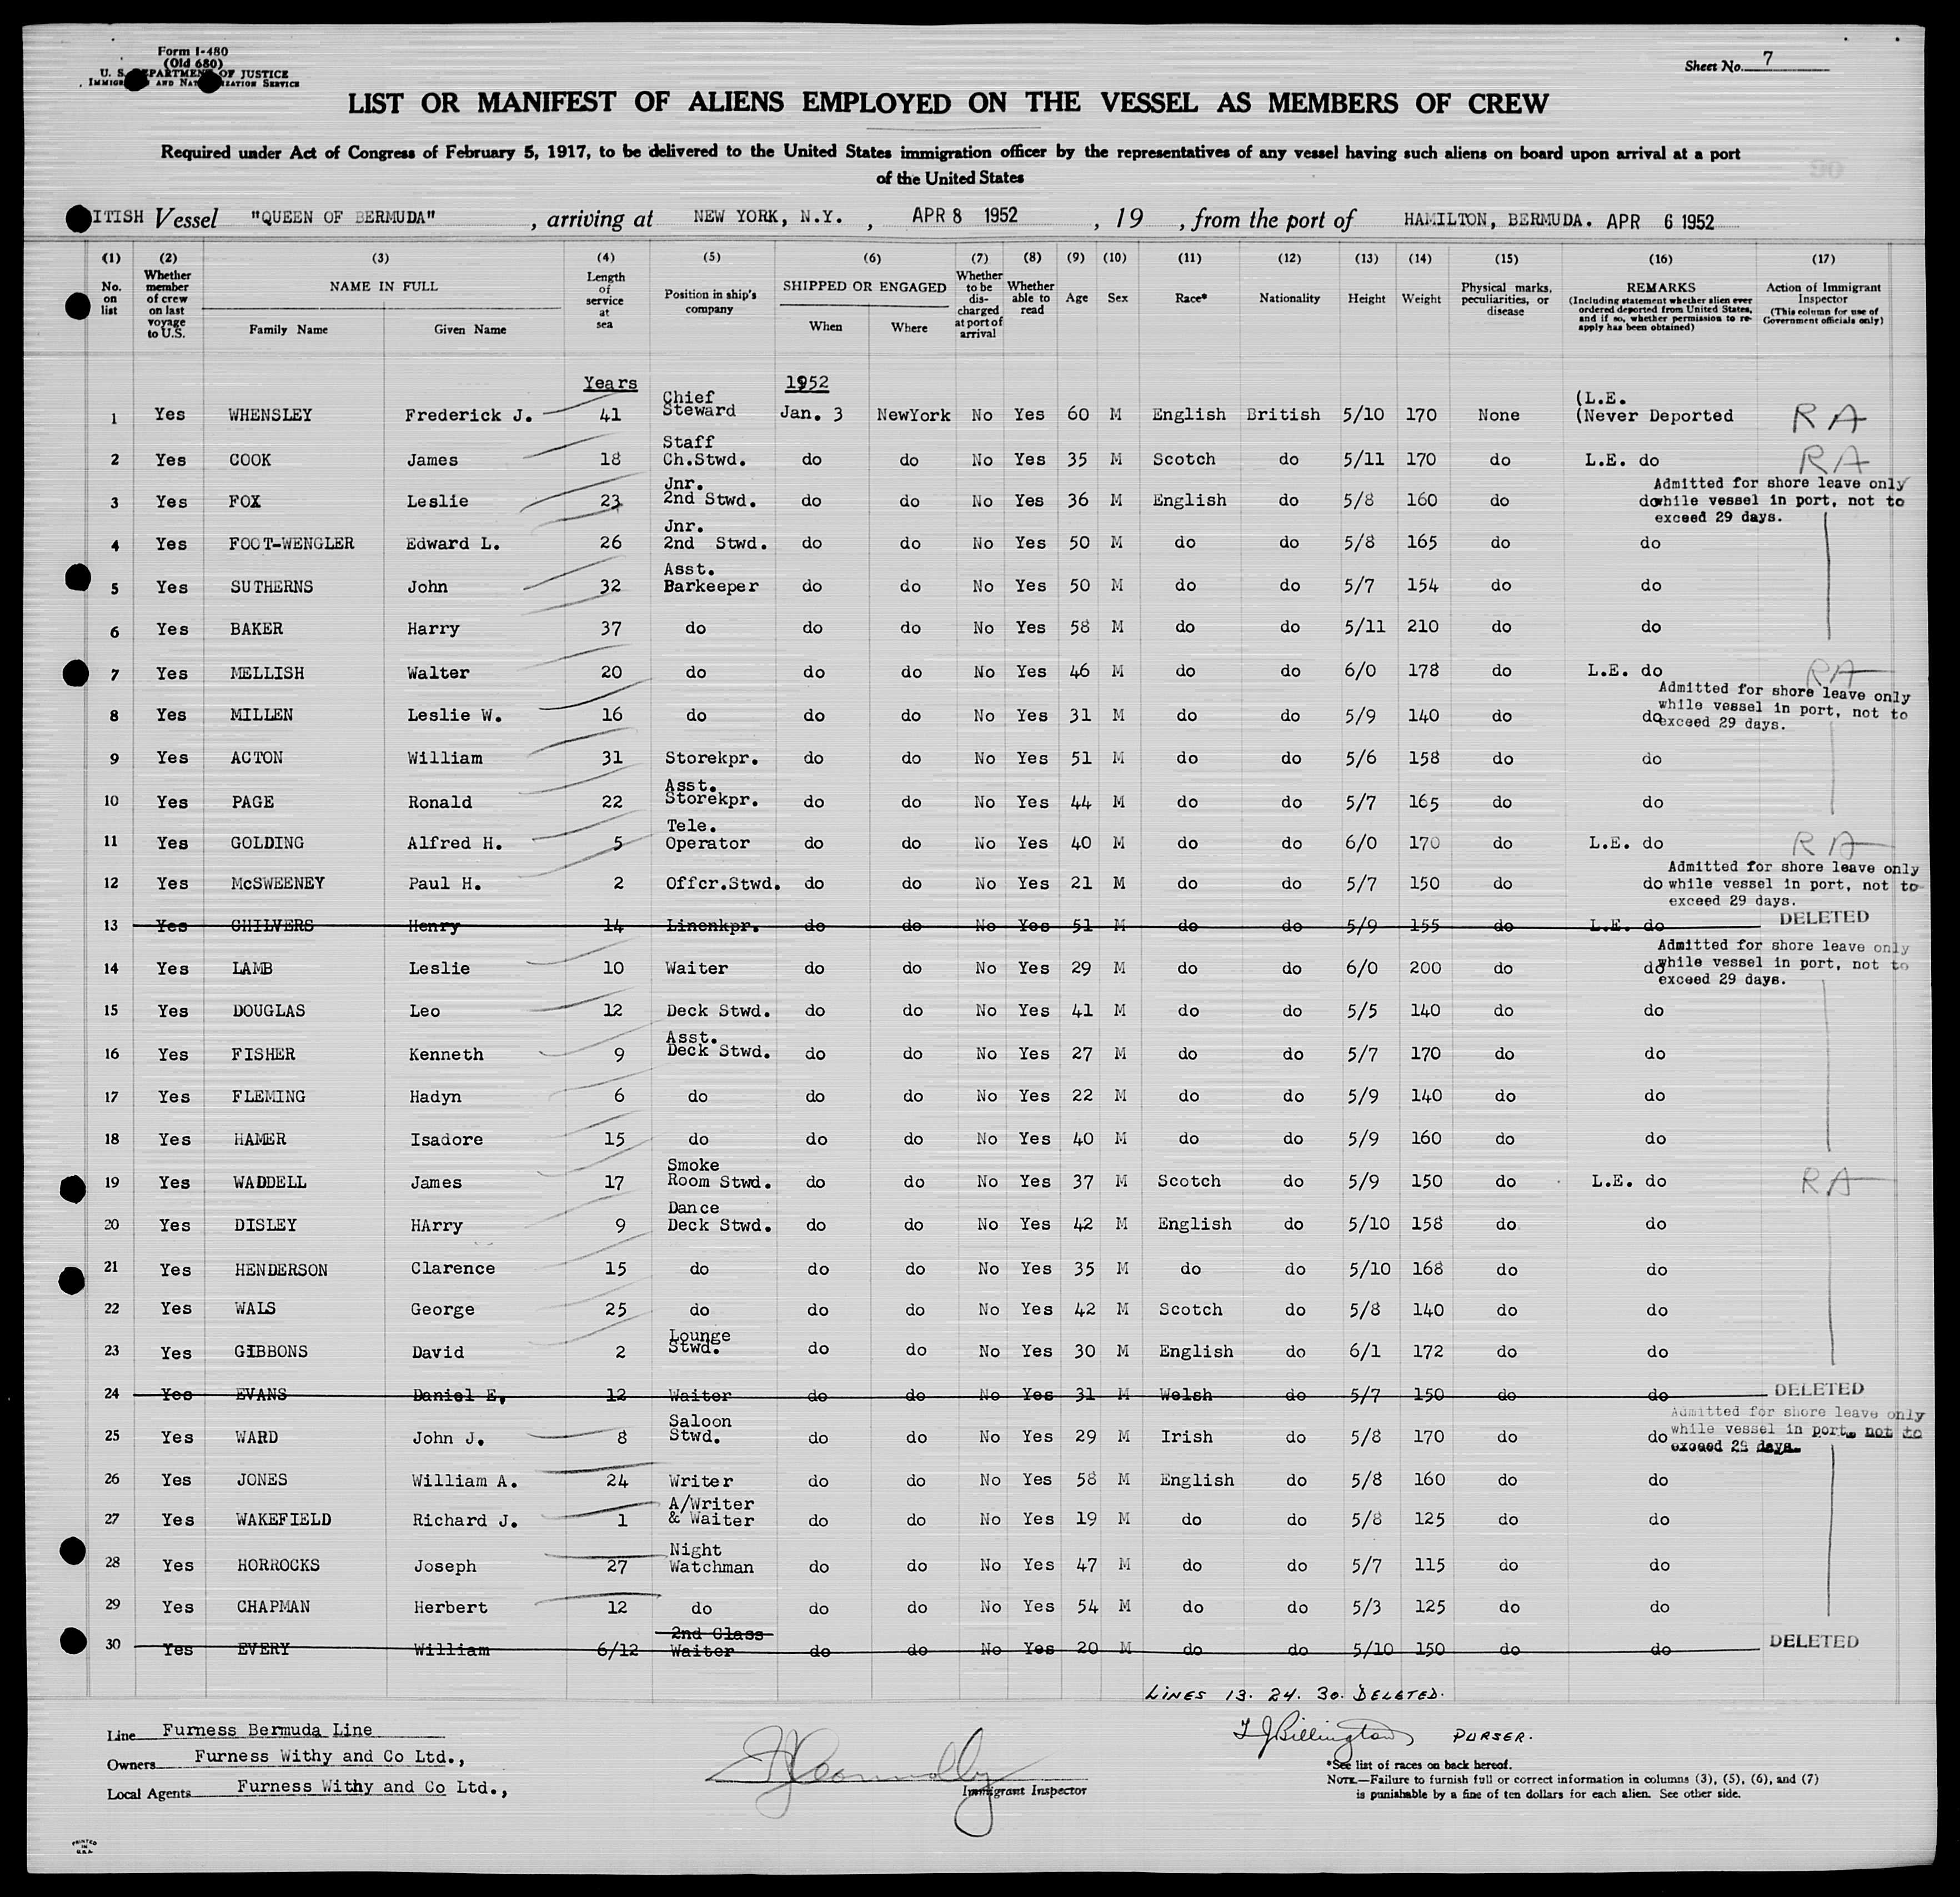 Form I-480
(Old 680)
U. S. DEPARTMENT OF JUSTICE
IMMIGRATION AND NATURALIZATION SERVICE
Sheet No. 7
LIST OR MANIFEST OF ALIENS EMPLOYED ON THE VESSEL AS MEMBERS OF CREW
Required under Act of Congress of February 5, 1917, to be delivered to the United States immigration officer by the representatives of any vessel having such aliens on board upon arrival at a port
of the United States
ITISH Vessel "QUEEN OF BERMUDA", arriving at NEW YORK, N.Y., APR 8 1952, 19 , from the port of HAMILTON, BERMUDA. APR 6 1952
(1) (2) (3) (4) (5) (6) (7) (8) (9) (10) (11) (12) (13) (14) (15) (16) (17)
No. on list | Whether member of crew on last voyage to U.S. | NAME IN FULL Family Name Given Name | Length of service at sea | Position in ship's company | SHIPPED OR ENGAGED When Where | Whether to be discharged at port of arrival | Whether able to read | Age | Sex | Race* | Nationality | Height | Weight | Physical marks, peculiarities, or disease | REMARKS (Including statement whether alien ever ordered deported from United States, and if so, whether permission to re-apply has been obtained) | Action of Immigrant Inspector (This column for use of Government officials only)
Years 1952
1 Yes WHENSLEY Frederick J. 41 Chief Steward Jan. 3 NewYork No Yes 60 M English British 5/10 170 None (L.E. (Never Deported RA
2 Yes COOK James 18 Staff Ch.Stwd. do do No Yes 35 M Scotch do 5/11 170 do L.E. do RA
3 Yes FOX Leslie 23 Jnr. 2nd Stwd. do do No Yes 36 M English do 5/8 160 do do Admitted for shore leave only while vessel in port, not to exceed 29 days.
4 Yes FOOT-WENGLER Edward L. 26 Jnr. 2nd Stwd. do do No Yes 50 M do do 5/8 165 do do
5 Yes SUTHERNS John 32 Asst. Barkeeper do do No Yes 50 M do do 5/7 154 do do
6 Yes BAKER Harry 37 do do do No Yes 58 M do do 5/11 210 do do
7 Yes MELLISH Walter 20 do do do No Yes 46 M do do 6/0 178 do L.E. do RA
8 Yes MILLEN Leslie W. 16 do do do No Yes 31 M do do 5/9 140 do do Admitted for shore leave only while vessel in port, not to exceed 29 days.
9 Yes ACTON William 31 Storekpr. do do No Yes 51 M do do 5/6 158 do do
10 Yes PAGE Ronald 22 Asst. Storekpr. do do No Yes 44 M do do 5/7 165 do do
11 Yes GOLDING Alfred H. 5 Tele. Operator do do No Yes 40 M do do 6/0 170 do L.E. do RA
12 Yes McSWEENEY Paul H. 2 Offcr.Stwd. do do No Yes 21 M do do 5/7 150 do do Admitted for shore leave only while vessel in port, not to exceed 29 days.
13 Yes CHILVERS Henry 14 Linenkpr. do do No Yes 51 M do do 5/9 155 do L.E. do DELETED
14 Yes LAMB Leslie 10 Waiter do do No Yes 29 M do do 6/0 200 do do Admitted for shore leave only while vessel in port, not to exceed 29 days.
15 Yes DOUGLAS Leo 12 Deck Stwd. do do No Yes 41 M do do 5/5 140 do do
16 Yes FISHER Kenneth 9 Asst. Deck Stwd. do do No Yes 27 M do do 5/7 170 do do
17 Yes FLEMING Hadyn 6 do do do No Yes 22 M do do 5/9 140 do do
18 Yes HAMER Isadore 15 do do do No Yes 40 M do do 5/9 160 do do
19 Yes WADDELL James 17 Smoke Room Stwd. do do No Yes 37 M Scotch do 5/9 150 do L.E. do RA
20 Yes DISLEY HArry 9 Dance Deck Stwd. do do No Yes 42 M English do 5/10 158 do do
21 Yes HENDERSON Clarence 15 do do do No Yes 35 M do do 5/10 168 do do
22 Yes WALS George 25 do do do No Yes 42 M Scotch do 5/8 140 do do
23 Yes GIBBONS David 2 Lounge Stwd. do do No Yes 30 M English do 6/1 172 do do
24 Yes EVANS Daniel E. 12 Waiter do do No Yes 31 M Welsh do 5/7 150 do do DELETED
25 Yes WARD John J. 8 Saloon Stwd. do do No Yes 29 M Irish do 5/8 170 do do Admitted for shore leave only while vessel in port, not to exceed 29 days.
26 Yes JONES William A. 24 Writer do do No Yes 58 M English do 5/8 160 do do
27 Yes WAKEFIELD Richard J. 1 A/Writer & Waiter do do No Yes 19 M do do 5/8 125 do do
28 Yes HORROCKS Joseph 27 Night Watchman do do No Yes 47 M do do 5/7 115 do do
29 Yes CHAPMAN Herbert 12 do do do No Yes 54 M do do 5/3 125 do do
30 Yes EVERY William 6/12 2nd Class Waiter do do No Yes 20 M do do 5/10 150 do do DELETED
LINES 13. 24. 30. DELETED.
Line Furness Bermuda Line
Owners Furness Withy and Co Ltd.,
Local Agents Furness Withy and Co Ltd.,
Connolly
Immigrant Inspector
T J Billington PURSER.
*See list of races on back hereof.
NOTE.—Failure to furnish full or correct information in columns (3), (5), (6), and (7)
is punishable by a fine of ten dollars for each alien. See other side.
PRINTED
IN
U.S.A.